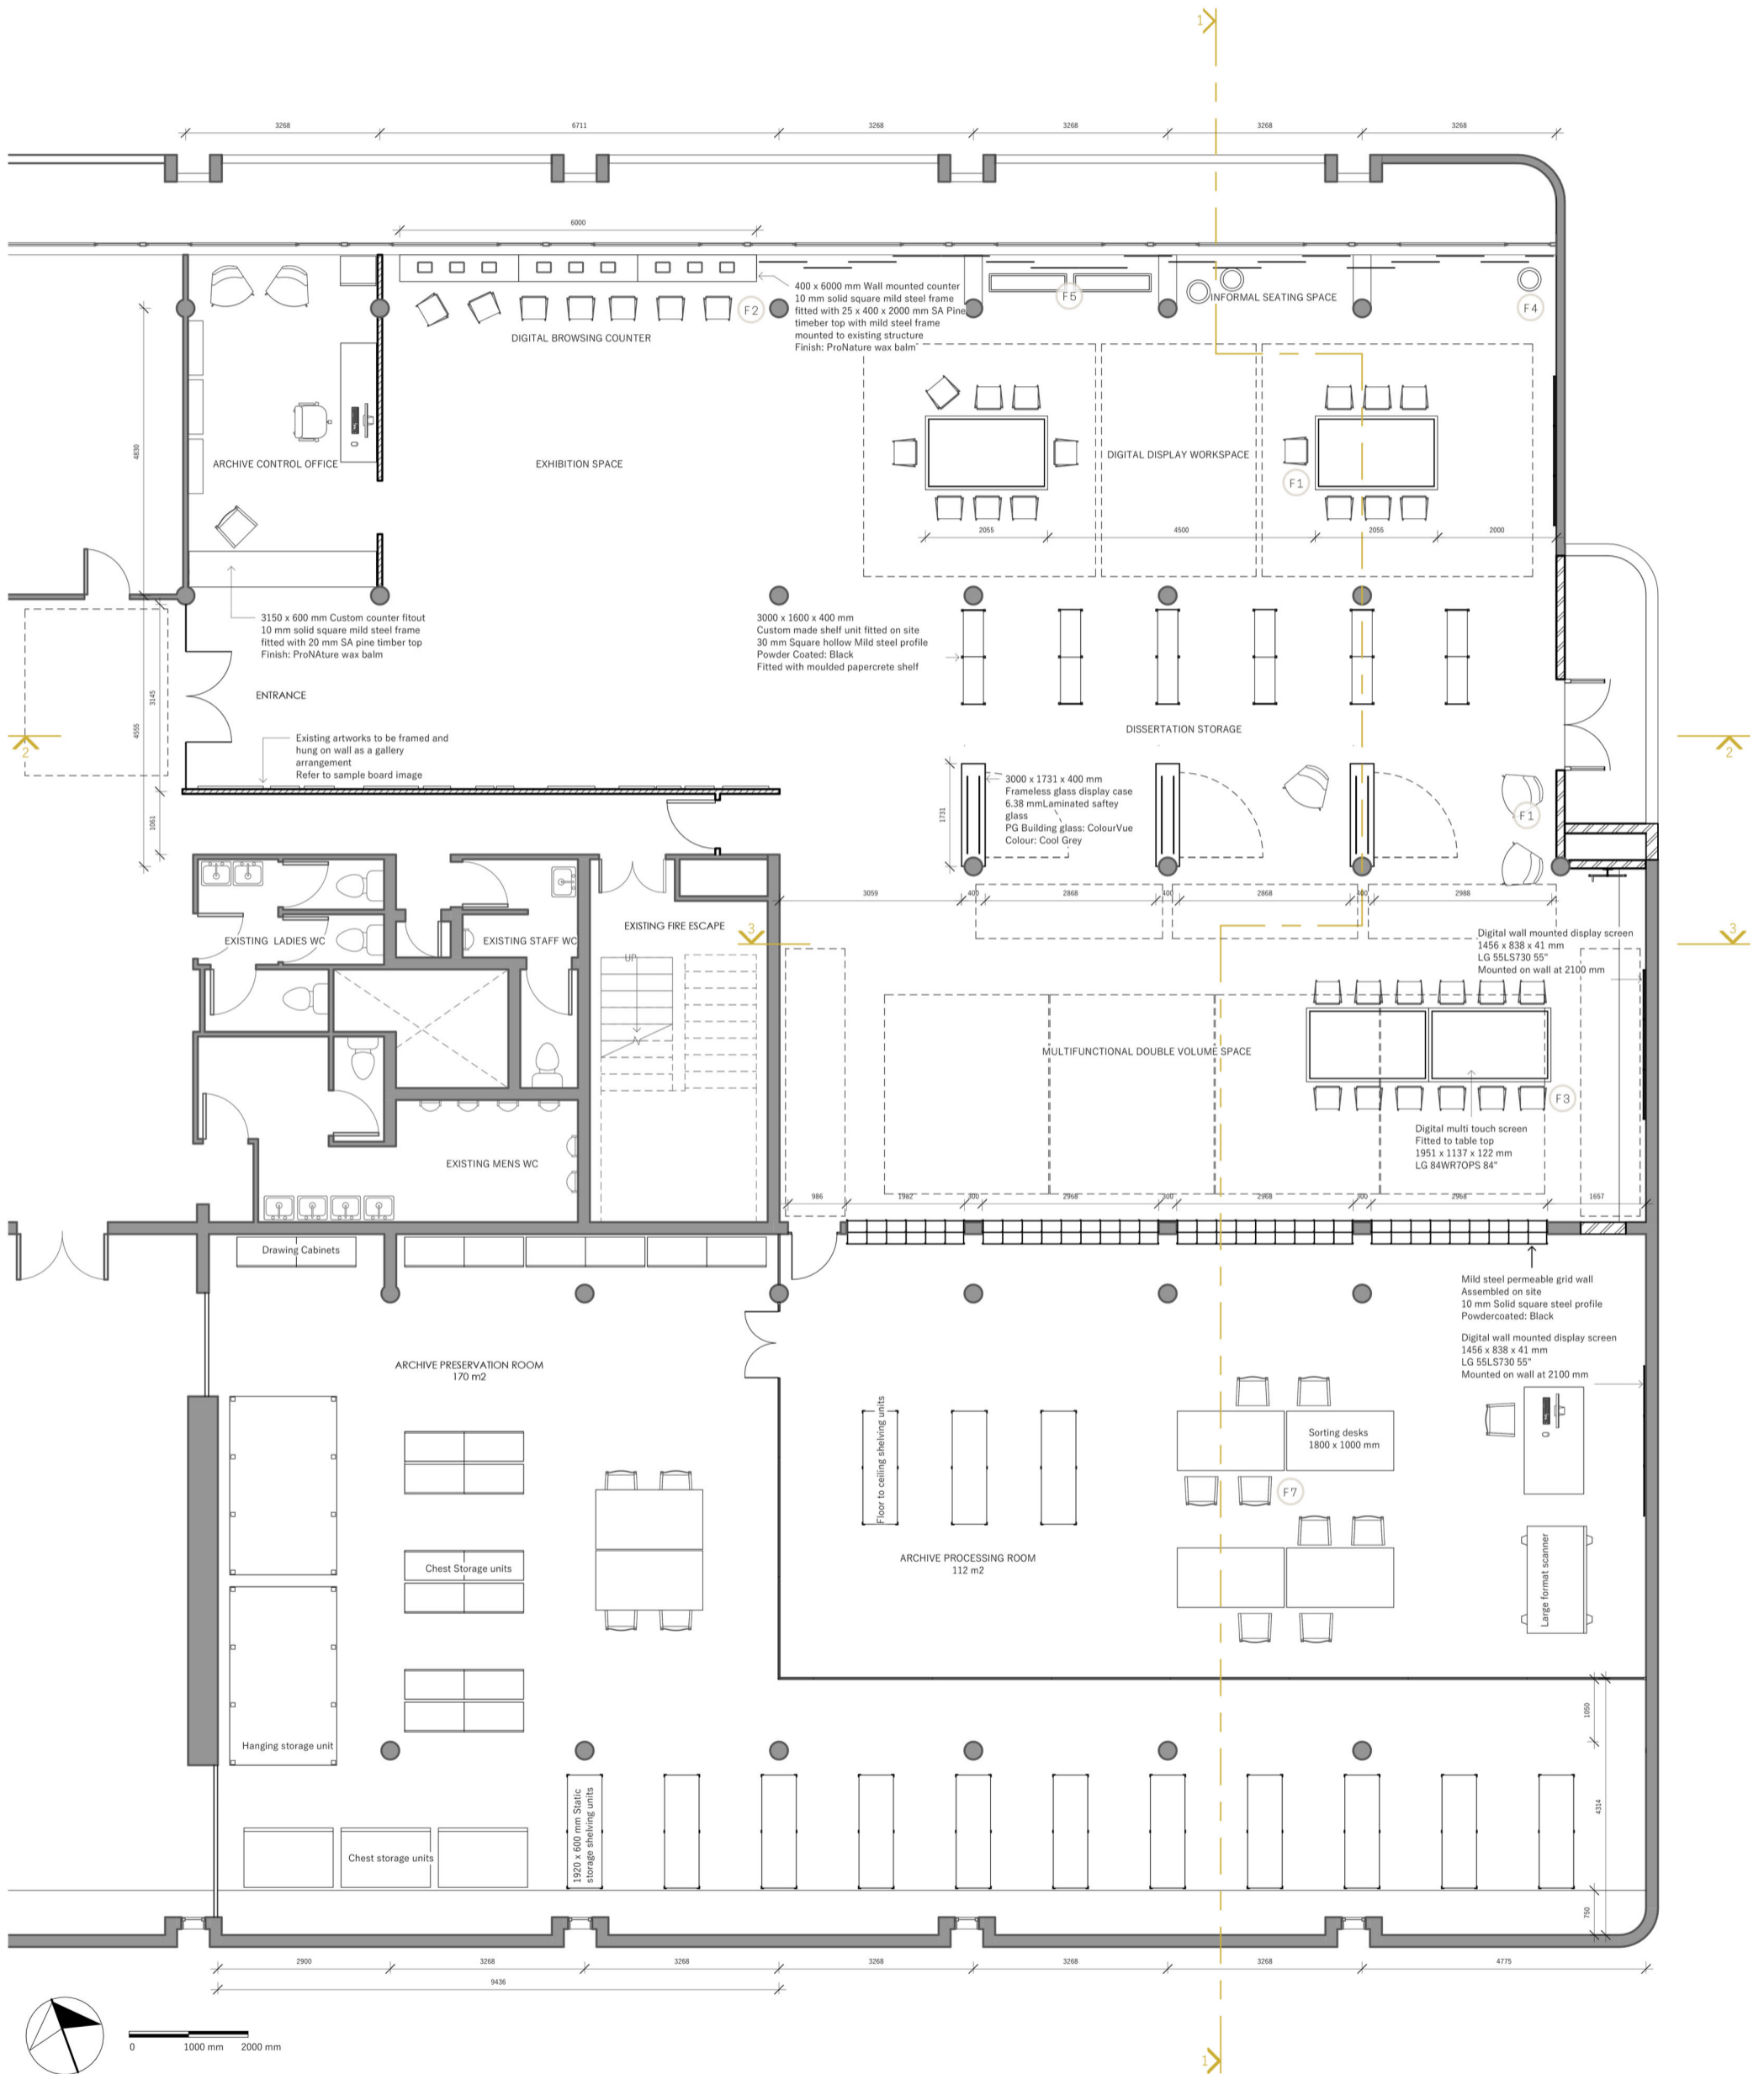 1
3268
6711
3268
3268
3268
3268
6000
400 x 6000 mm Wall mounted counter
10 mm solid square mild steel frame
fitted with 25 x 400 x 2000 mm SA Pine
timeber top with mild steel frame
mounted to existing structure
Finish: ProNature wax balm
F2
F5
INFORMAL SEATING SPACE
F4
DIGITAL BROWSING COUNTER
4830
ARCHIVE CONTROL OFFICE
EXHIBITION SPACE
DIGITAL DISPLAY WORKSPACE
F1
2055
4500
2055
2000
3150 x 600 mm Custom counter fitout
10 mm solid square mild steel frame
fitted with 20 mm SA pine timber top
Finish: ProNAture wax balm
3000 x 1600 x 400 mm
Custom made shelf unit fitted on site
30 mm Square hollow Mild steel profile
Powder Coated: Black
Fitted with moulded papercrete shelf
3145
4555
ENTRANCE
DISSERTATION STORAGE
2
2
Existing artworks to be framed and
hung on wall as a gallery
arrangement
Refer to sample board image
3000 x 1731 x 400 mm
Frameless glass display case
6.38 mmLaminated saftey
glass
PG Building glass: ColourVue
Colour: Cool Grey
1731
1061
F1
3059
400
2868
400
2868
400
2988
EXISTING LADIES WC
EXISTING STAFF WC
EXISTING FIRE ESCAPE
UP
3
3
Digital wall mounted display screen
1456 x 838 x 41 mm
LG 55LS730 55"
Mounted on wall at 2100 mm
MULTIFUNCTIONAL DOUBLE VOLUME SPACE
F3
Digital multi touch screen
Fitted to table top
1951 x 1137 x 122 mm
LG 84WR7OPS 84"
EXISTING MENS WC
986
1982
300
2968
300
2968
300
2968
1657
Drawing Cabinets
Mild steel permeable grid wall
Assembled on site
10 mm Solid square steel profile
Powdercoated: Black
Digital wall mounted display screen
1456 x 838 x 41 mm
LG 55LS730 55"
Mounted on wall at 2100 mm
ARCHIVE PRESERVATION ROOM
170 m2
Floor to ceiling shelving units
Sorting desks
1800 x 1000 mm
F7
Chest Storage units
ARCHIVE PROCESSING ROOM
112 m2
Large format scanner
Hanging storage unit
1050
4314
1920 x 600 mm Static
storage shelving units
Chest storage units
750
2900
3268
3268
3268
3268
3268
4775
9436
0
1000 mm
2000 mm
1